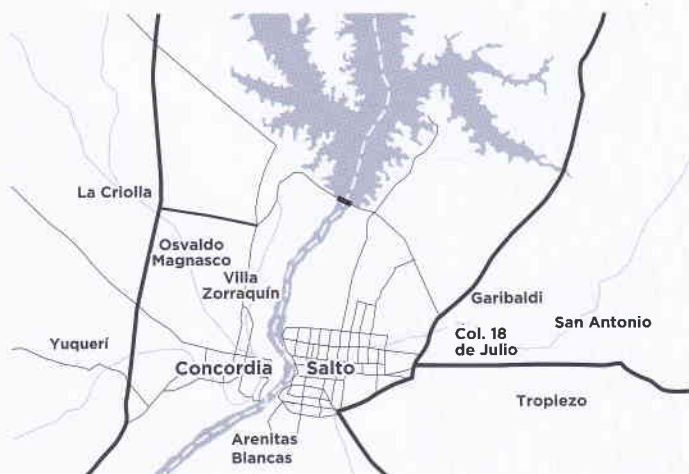 La Criolla
Osvaldo
Magnasco
Villa
Zorraquín
Garibaldi
San Antonio
Col. 18
de Julio
Yuquerí
Concordia
Salto
Tropiezo
Arenitas
Blancas